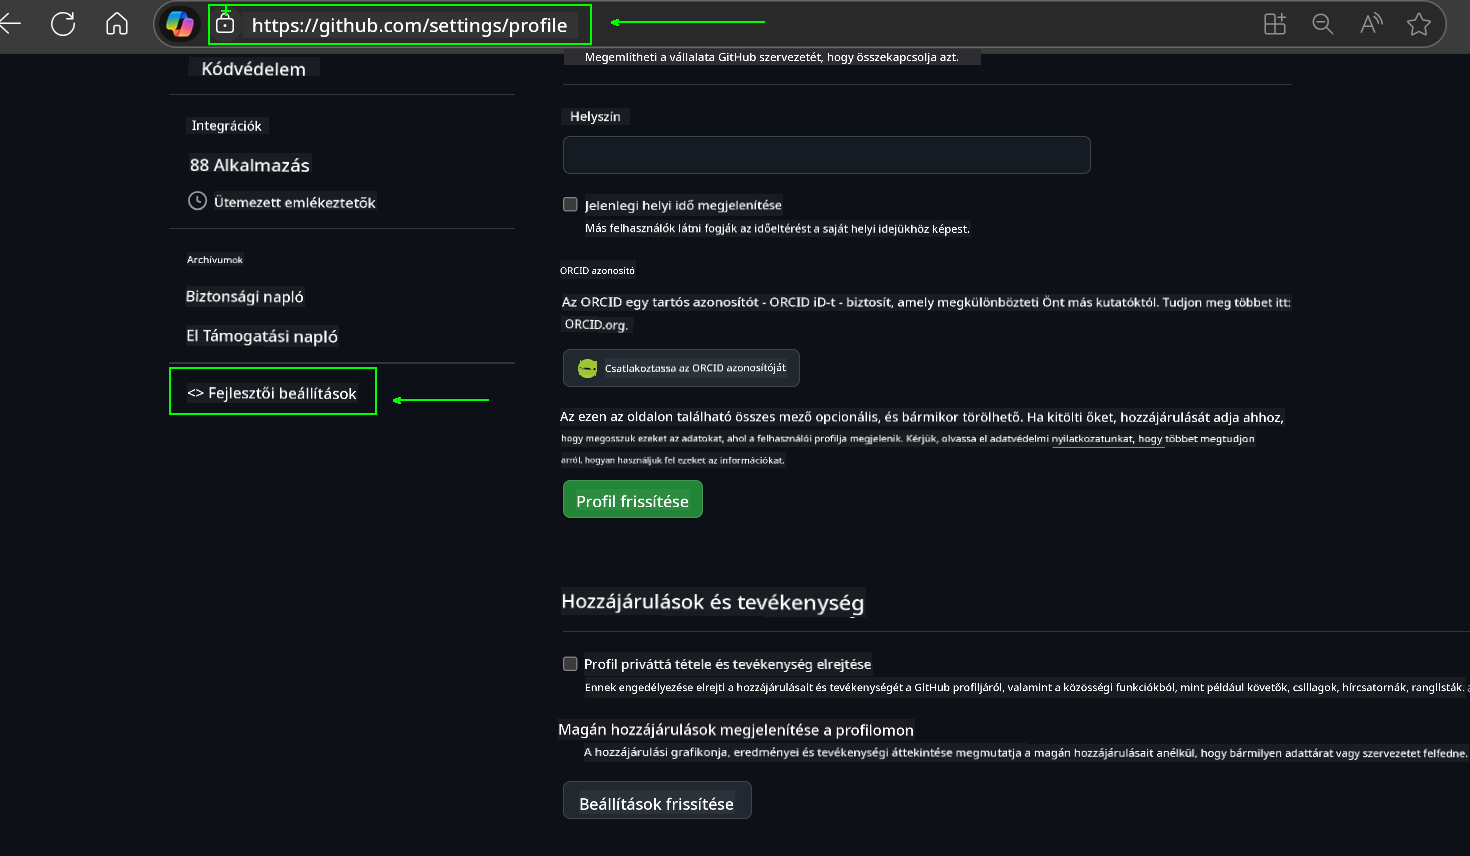 https://github.com/settings/profile
Kódvédelem
Integrációk
88 Alkalmazás
Ütemezett emlékeztetők
Archívumok
Biztonsági napló
El Támogatási napló
<> Fejlesztői beállítások
Megemlítheti a vállalata GitHub szervezetét, hogy összekapcsolja azt.
Helyszín
Jelenlegi helyi idő megjelenítése
Más felhasználók látni fogják az időeltérést a saját helyi idejükhöz képest.
ORCID azonosító
Az ORCID egy tartós azonosítót - ORCID iD-t - biztosít, amely megkülönbözteti Önt más kutatóktól. Tudjon meg többet itt:
ORCID.org.
Csatlakoztassa az ORCID azonosítóját
Az ezen az oldalon található összes mező opcionális, és bármikor törölhető. Ha kitölti őket, hozzájárulását adja ahhoz,
hogy megosszuk ezeket az adatokat, ahol a felhasználói profilja megjelenik. Kérjük, olvassa el adatvédelmi nyilatkozatunkat, hogy többet megtudjon
arról, hogyan használjuk fel ezeket az információkat.
Profil frissítése
Hozzájárulások és tevékenység
Profil priváttá tétele és tevékenység elrejtése
Ennek engedélyezése elrejti a hozzájárulásait és tevékenységét a GitHub profiljáról, valamint a közösségi funkciókból, mint például követők, csillagok, hírcsatornák, ranglisták.
Magán hozzájárulások megjelenítése a profilomon
A hozzájárulási grafikonja, eredményei és tevékenységi áttekintése megmutatja a magán hozzájárulásait anélkül, hogy bármilyen adattárat vagy szervezetet felfedne.
Beállítások frissítése